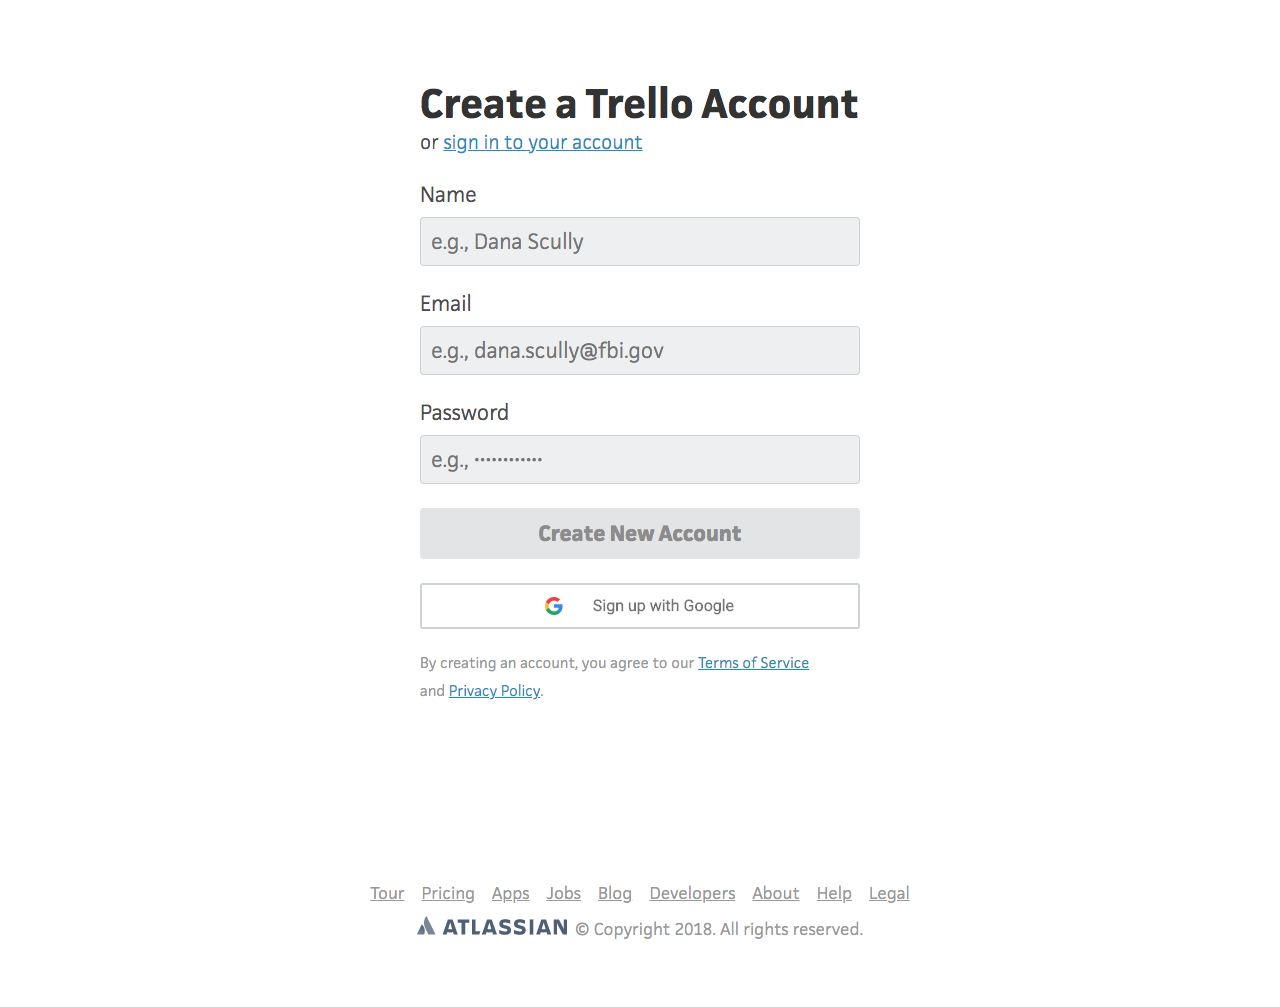 Create a Trello Account
or sign in to your account
Name
e.g., Dana Scully
Email
e.g., dana.scully@fbi.gov
Password
e.g., ••••••••••••
Create New Account
Sign up with Google
By creating an account, you agree to our Terms of Service
and Privacy Policy.
Tour Pricing Apps Jobs Blog Developers About Help Legal
ATLASSIAN © Copyright 2018. All rights reserved.